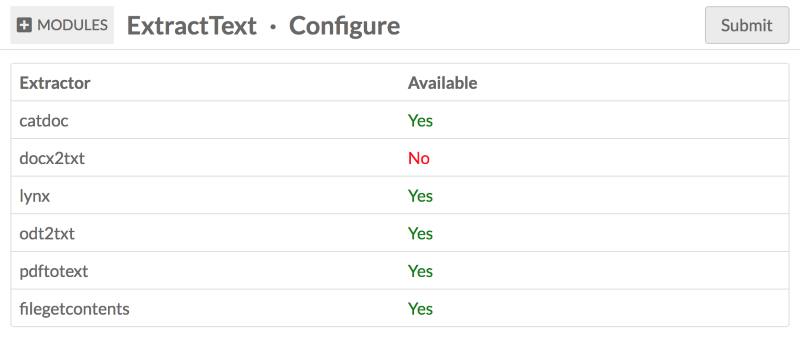 MODULES ExtractText · Configure Submit
Extractor Available
catdoc Yes
docx2txt No
lynx Yes
odt2txt Yes
pdftotext Yes
filegetcontents Yes